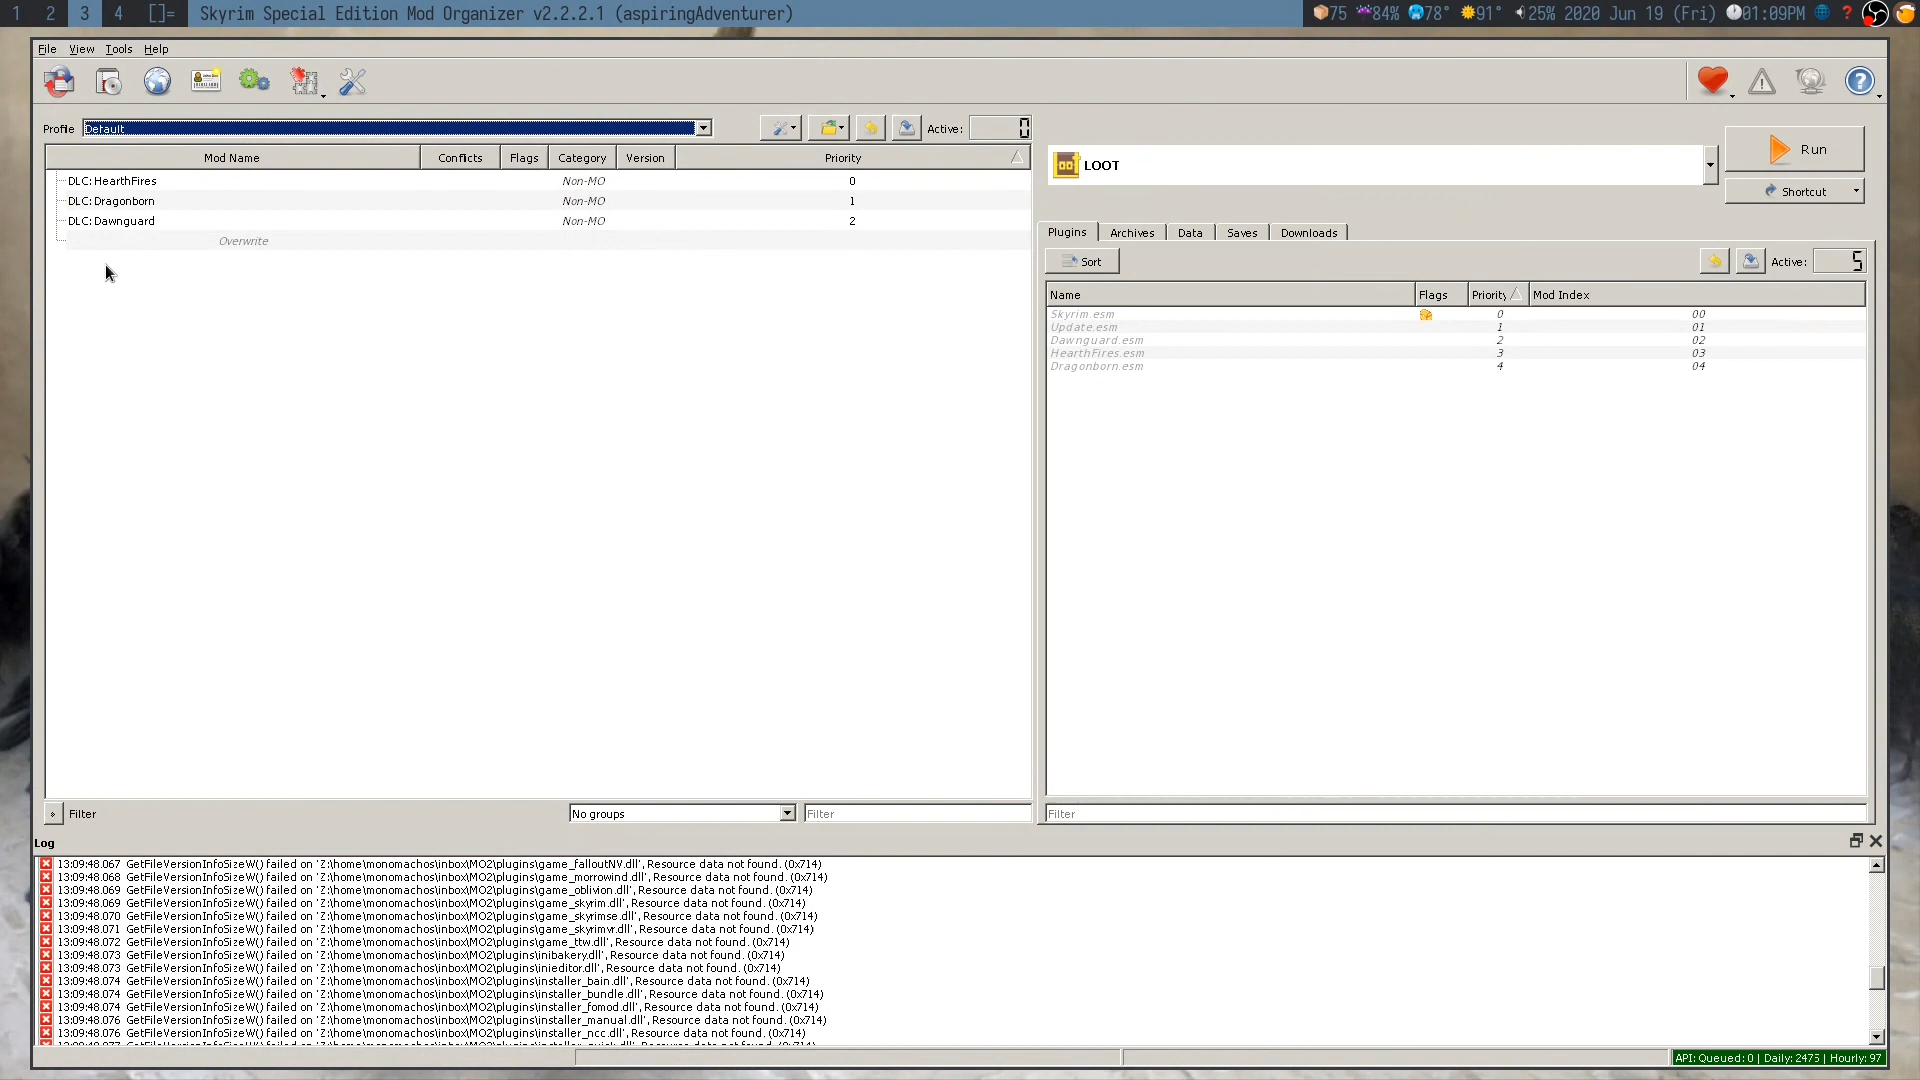 1 2 3 4 []= Skyrim Special Edition Mod Organizer v2.2.2.1 (aspiringAdventurer) 75 84% 78° 91° 25% 2020 Jun 19 (Fri) 01:09PM ?
File View Tools Help
Profile Default Active: 0
Mod Name Conflicts Flags Category Version Priority
DLC: HearthFires Non-MO 0
DLC: Dragonborn Non-MO 1
DLC: Dawnguard Non-MO 2
Overwrite
No groups Filter
Filter
LOOT
Run
Shortcut
Plugins Archives Data Saves Downloads
Sort Active: 5
Name Flags Priority Mod Index
Skyrim.esm 0 00
Update.esm 1 01
Dawnguard.esm 2 02
HearthFires.esm 3 03
Dragonborn.esm 4 04
Filter
Log
13:09:48.067 GetFileVersionInfoSizeW() failed on 'Z:\home\monomachos\inbox\MO2\plugins\game_falloutNV.dll', Resource data not found. (0x714)
13:09:48.068 GetFileVersionInfoSizeW() failed on 'Z:\home\monomachos\inbox\MO2\plugins\game_morrowind.dll', Resource data not found. (0x714)
13:09:48.069 GetFileVersionInfoSizeW() failed on 'Z:\home\monomachos\inbox\MO2\plugins\game_oblivion.dll', Resource data not found. (0x714)
13:09:48.069 GetFileVersionInfoSizeW() failed on 'Z:\home\monomachos\inbox\MO2\plugins\game_skyrim.dll', Resource data not found. (0x714)
13:09:48.070 GetFileVersionInfoSizeW() failed on 'Z:\home\monomachos\inbox\MO2\plugins\game_skyrimse.dll', Resource data not found. (0x714)
13:09:48.071 GetFileVersionInfoSizeW() failed on 'Z:\home\monomachos\inbox\MO2\plugins\game_skyrimvr.dll', Resource data not found. (0x714)
13:09:48.072 GetFileVersionInfoSizeW() failed on 'Z:\home\monomachos\inbox\MO2\plugins\game_ttw.dll', Resource data not found. (0x714)
13:09:48.073 GetFileVersionInfoSizeW() failed on 'Z:\home\monomachos\inbox\MO2\plugins\inibakery.dll', Resource data not found. (0x714)
13:09:48.073 GetFileVersionInfoSizeW() failed on 'Z:\home\monomachos\inbox\MO2\plugins\inieditor.dll', Resource data not found. (0x714)
13:09:48.074 GetFileVersionInfoSizeW() failed on 'Z:\home\monomachos\inbox\MO2\plugins\installer_bain.dll', Resource data not found. (0x714)
13:09:48.074 GetFileVersionInfoSizeW() failed on 'Z:\home\monomachos\inbox\MO2\plugins\installer_bundle.dll', Resource data not found. (0x714)
13:09:48.074 GetFileVersionInfoSizeW() failed on 'Z:\home\monomachos\inbox\MO2\plugins\installer_fomod.dll', Resource data not found. (0x714)
13:09:48.076 GetFileVersionInfoSizeW() failed on 'Z:\home\monomachos\inbox\MO2\plugins\installer_manual.dll', Resource data not found. (0x714)
13:09:48.076 GetFileVersionInfoSizeW() failed on 'Z:\home\monomachos\inbox\MO2\plugins\installer_ncc.dll', Resource data not found. (0x714)
API: Queued: 0 | Daily: 2475 | Hourly: 97